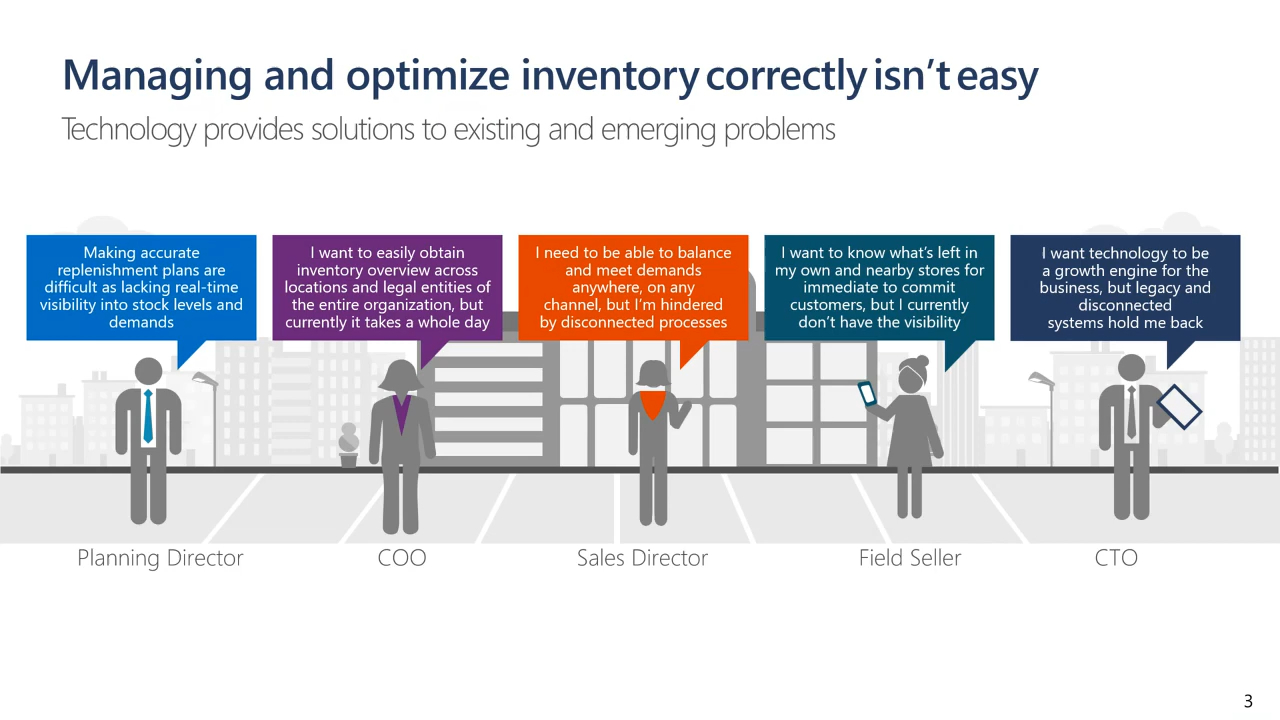 Managing and optimize inventory correctly isn’t easy
Technology provides solutions to existing and emerging problems
Making accurate
replenishment plans are
difficult as lacking real-time
visibility into stock levels and
demands
I want to easily obtain
inventory overview across
locations and legal entities of
the entire organization, but
currently it takes a whole day
I need to be able to balance
and meet demands
anywhere, on any
channel, but I’m hindered
by disconnected processes
I want to know what’s left in
my own and nearby stores for
immediate to commit
customers, but I currently
don’t have the visibility
I want technology to be
a growth engine for the
business, but legacy and
disconnected
systems hold me back
Planning Director
COO
Sales Director
Field Seller
CTO
3